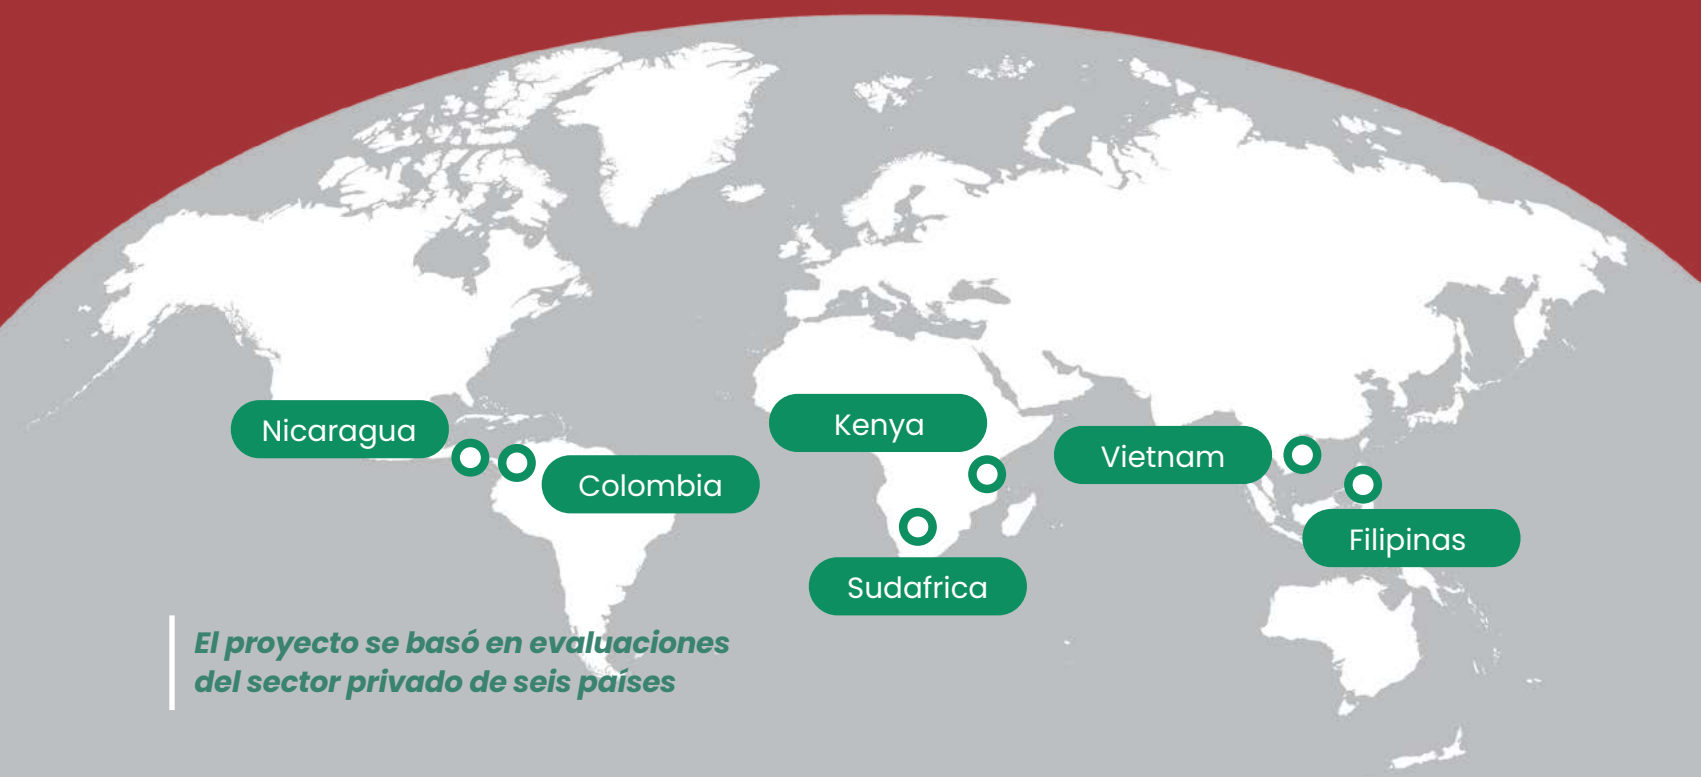 Nicaragua
Colombia
Kenya
Sudafrica
Vietnam
Filipinas
El proyecto se basó en evaluaciones
del sector privado de seis países